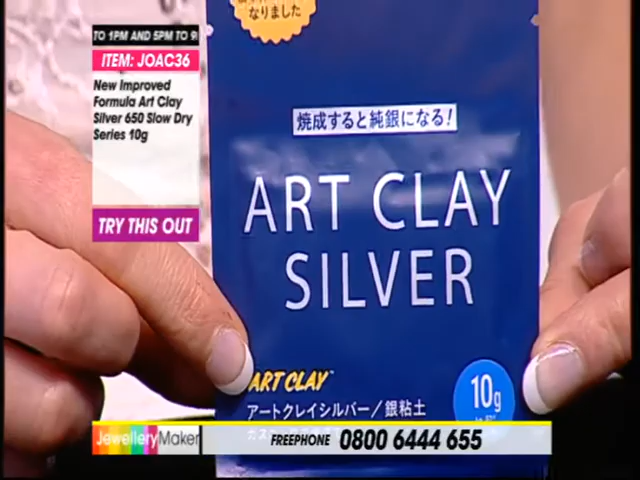 TO 1PM AND 5PM TO 9
ITEM: JOAC36
New Improved
Formula Art Clay
Silver 650 Slow Dry
Series 10g
TRY THIS OUT
なりました
焼成すると純銀になる!
ART CLAY
SILVER
ART CLAY™
10g
アートクレイシルバー/銀粘土
JewelleryMaker
FREEPHONE 0800 6444 655